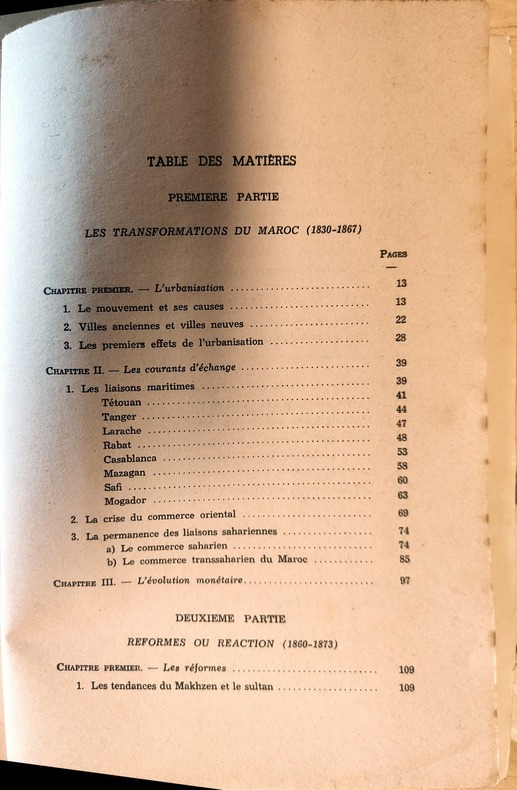 TABLE DES MATIÈRES
PREMIERE PARTIE
LES TRANSFORMATIONS DU MAROC (1830-1867)
PAGES
CHAPITRE PREMIER. — L'urbanisation ........................... 13
1. Le mouvement et ses causes ........................... 13
2. Villes anciennes et villes neuves ...................... 22
3. Les premiers effets de l'urbanisation .................. 28
CHAPITRE II. — Les courants d'échange ........................ 39
1. Les liaisons maritimes ............................... 39
Tétouan ........................................ 41
Tanger ......................................... 44
Larache ........................................ 47
Rabat .......................................... 48
Casablanca ..................................... 53
Mazagan ........................................ 58
Safi ........................................... 60
Mogador ........................................ 63
2. La crise du commerce oriental ........................ 69
3. La permanence des liaisons sahariennes ............... 74
a) Le commerce saharien ......................... 74
b) Le commerce transsaharien du Maroc ............ 85
CHAPITRE III. — L'évolution monétaire......................... 97
DEUXIEME PARTIE
REFORMES OU REACTION (1860-1873)
CHAPITRE PREMIER. — Les réformes ............................. 109
1. Les tendances du Makhzen et le sultan ................ 109